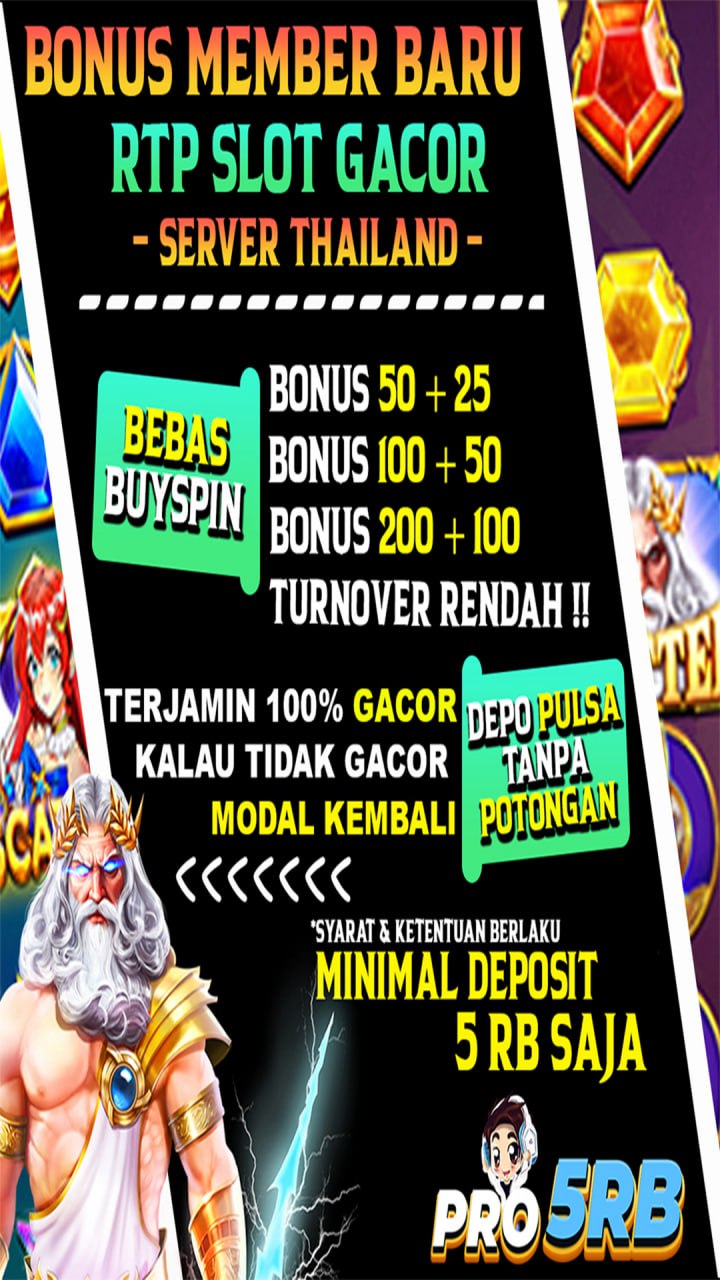 BONUS MEMBER BARU
RTP SLOT GACOR
- SERVER THAILAND -
BEBAS
BUYSPIN
BONUS 50 + 25
BONUS 100 + 50
BONUS 200 + 100
TURNOVER RENDAH !!
TERJAMIN 100% GACOR
KALAU TIDAK GACOR
MODAL KEMBALI
DEPO PULSA
TANPA
POTONGAN
<<<<<<<
*SYARAT & KETENTUAN BERLAKU
MINIMAL DEPOSIT
5 RB SAJA
PRO 5RB